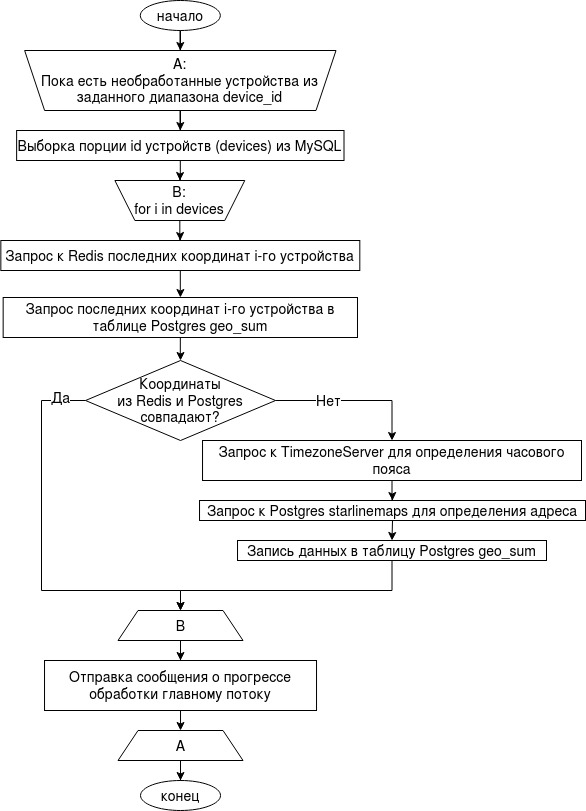 начало
A:
Пока есть необработанные устройства из
заданного диапазона device_id
Выборка порции id устройств (devices) из MySQL
B:
for i in devices
Запрос к Redis последних координат i-го устройства
Запрос последних координат i-го устройства в
таблице Postgres geo_sum
Координаты
из Redis и Postgres
совпадают?
Да
Нет
Запрос к TimezoneServer для определения часового
пояса
Запрос к Postgres starlinemaps для определения адреса
Запись данных в таблицу Postgres geo_sum
B
Отправка сообщения о прогрессе
обработки главному потоку
A
конец